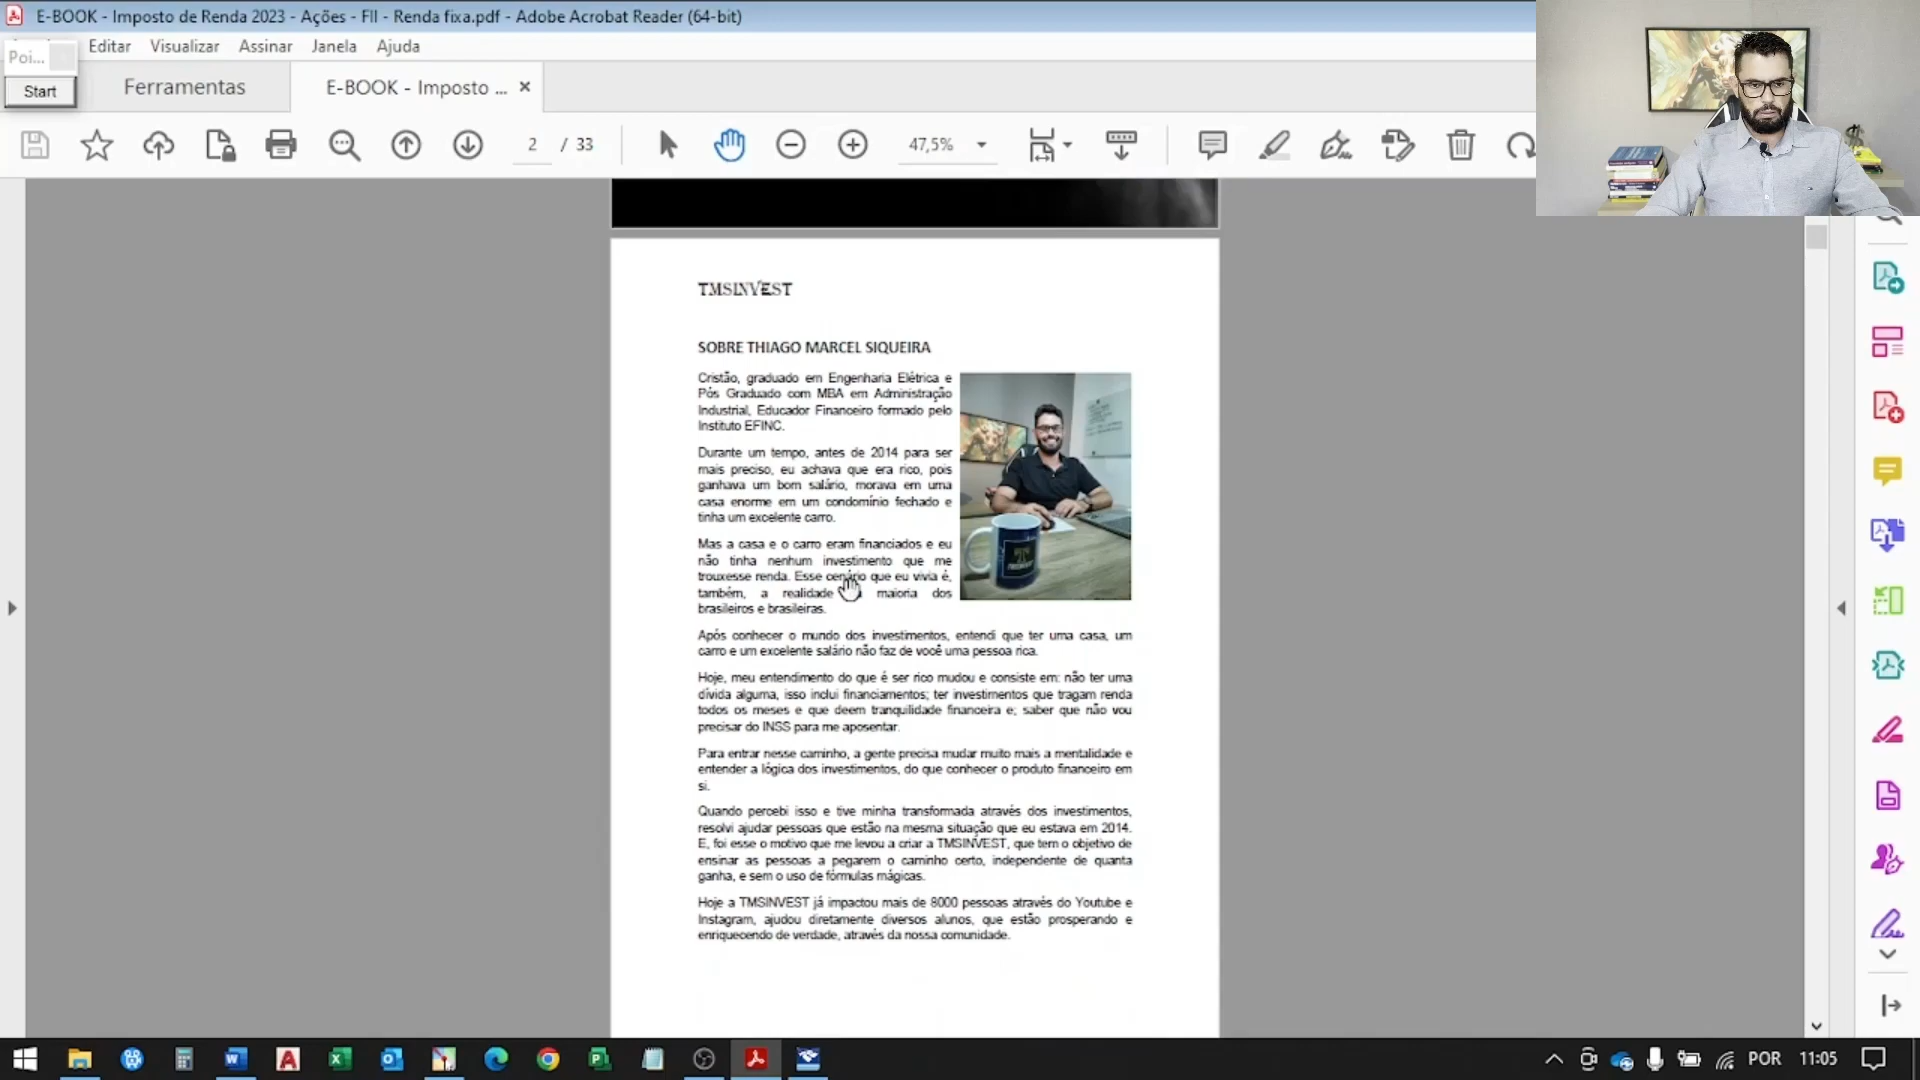 E-BOOK - Imposto de Renda 2023 - Ações - FII - Renda fixa.pdf - Adobe Acrobat Reader (64-bit)
Editar Visualizar Assinar Janela Ajuda
Poi...
Start
Ferramentas
E-BOOK - Imposto ... ×
2 / 33
47,5%
TMSINVEST
SOBRE THIAGO MARCEL SIQUEIRA
Cristão, graduado em Engenharia Elétrica e
Pós Graduado com MBA em Administração
Industrial, Educador Financeiro formado pelo
Instituto EFINC.
Durante um tempo, antes de 2014 para ser
mais preciso, eu achava que era rico, pois
ganhava um bom salário, morava em uma
casa enorme em um condomínio fechado e
tinha um excelente carro.
Mas a casa e o carro eram financiados e eu
não tinha nenhum investimento que me
trouxesse renda. Esse cenário que eu vivia é,
também, a realidade maioria dos
brasileiros e brasileiras.
Após conhecer o mundo dos investimentos, entendi que ter uma casa, um
carro e um excelente salário não faz de você uma pessoa rica.
Hoje, meu entendimento do que é ser rico mudou e consiste em: não ter uma
dívida alguma, isso inclui financiamentos; ter investimentos que tragam renda
todos os meses e que deem tranquilidade financeira e; saber que não vou
precisar do INSS para me aposentar.
Para entrar nesse caminho, a gente precisa mudar muito mais a mentalidade e
entender a lógica dos investimentos, do que conhecer o produto financeiro em
si.
Quando percebi isso e tive minha transformada através dos investimentos,
resolvi ajudar pessoas que estão na mesma situação que eu estava em 2014.
E, foi esse o motivo que me levou a criar a TMSINVEST, que tem o objetivo de
ensinar as pessoas a pegarem o caminho certo, independente de quanta
ganha, e sem o uso de fórmulas mágicas.
Hoje a TMSINVEST já impactou mais de 8000 pessoas através do Youtube e
Instagram, ajudou diretamente diversos alunos, que estão prosperando e
enriquecendo de verdade, através da nossa comunidade.
POR 11:05